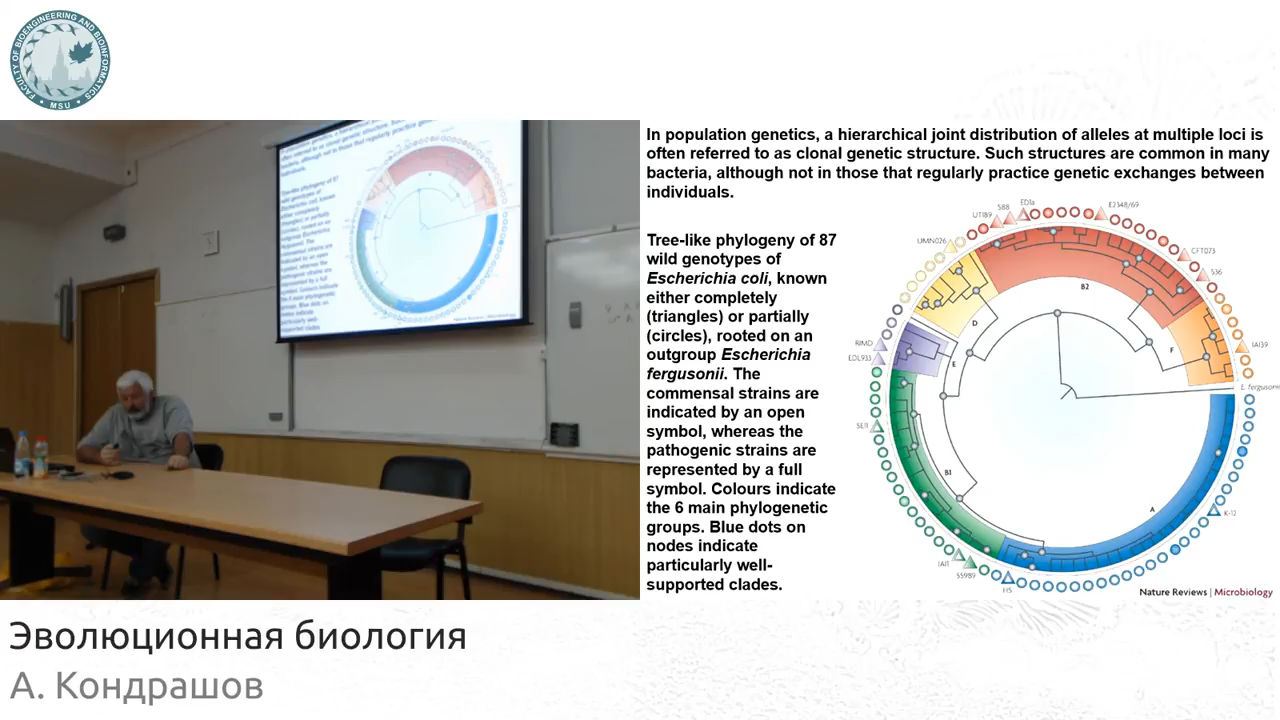 FACULTY OF BIOENGINEERING AND BIOINFORMATICS
• MSU •
In population genetics, a hierarchical joint distribution of alleles at multiple loci is
often referred to as clonal genetic structure. Such structures are common in many
bacteria, although not in those that regularly practice genetic exchanges between
individuals.
Tree-like phylogeny of 87
wild genotypes of
Escherichia coli, known
either completely
(triangles) or partially
(circles), rooted on an
outgroup Escherichia
fergusonii. The
commensal strains are
indicated by an open
symbol, whereas the
pathogenic strains are
represented by a full
symbol. Colours indicate
the 6 main phylogenetic
groups. Blue dots on
nodes indicate
particularly well-
supported clades.
UMN026
UTI89
S88
ED1a
E2348/69
CFT073
536
IAI39
E. fergusonii
K-12
HS
55989
IAI1
SE11
EDL933
RIMD
B2
D
E
F
B1
A
Nature Reviews | Microbiology
Эволюционная биология
А. Кондрашов